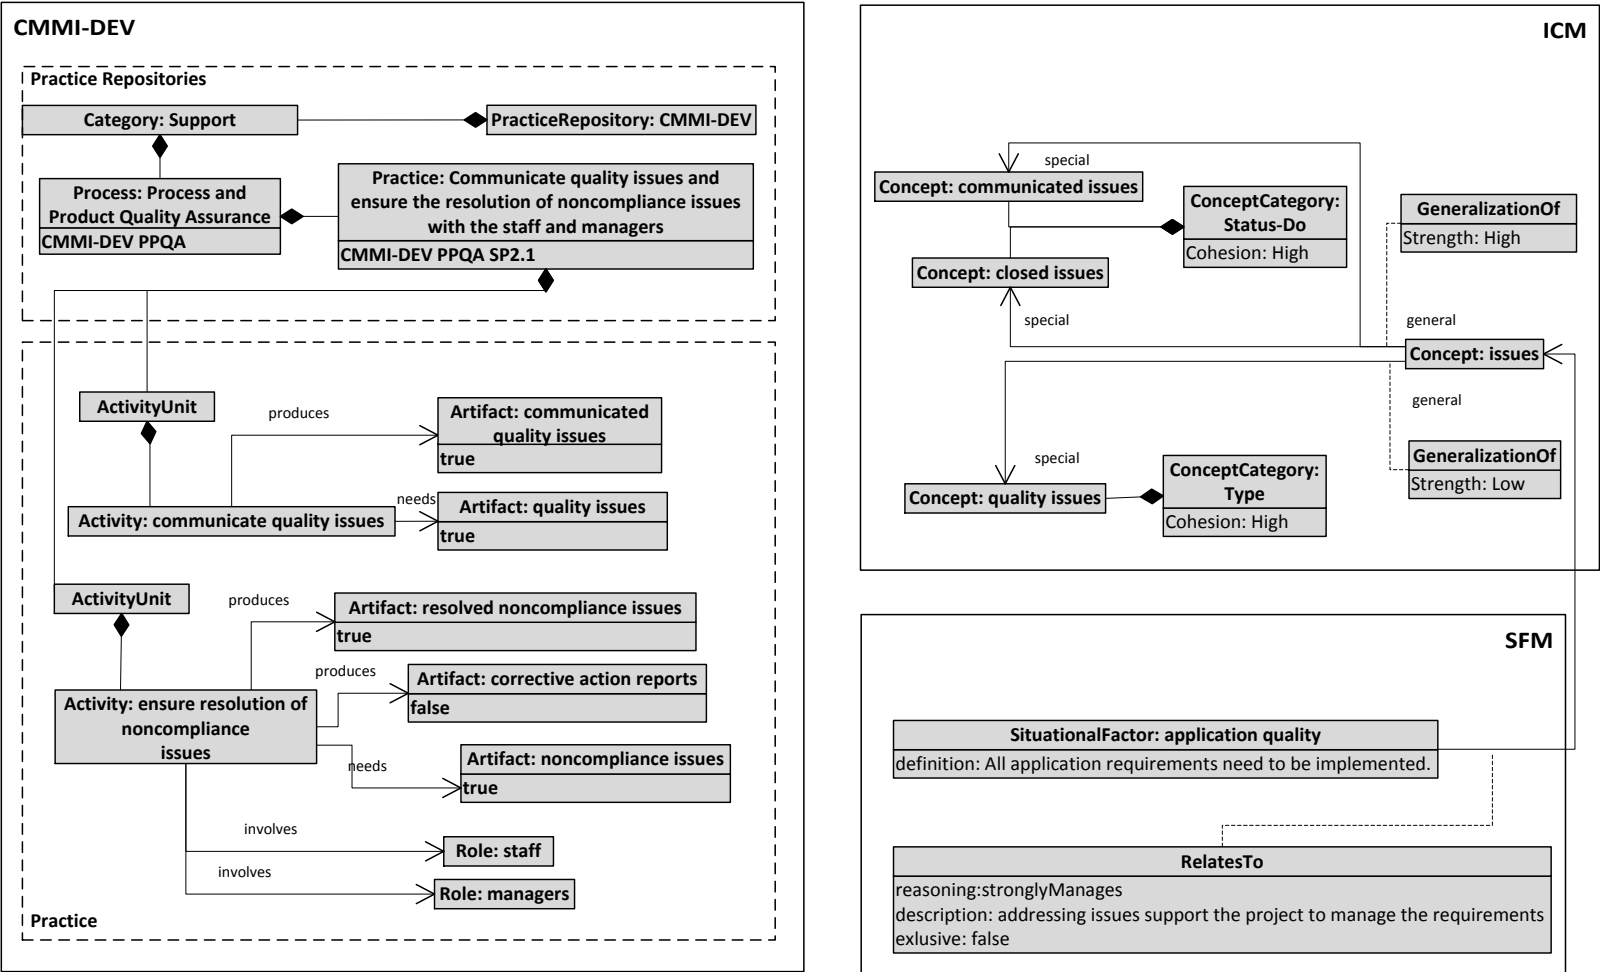 CMMI-DEV
Practice Repositories
Category: Support
PracticeRepository: CMMI-DEV
Process: Process and
Product Quality Assurance
CMMI-DEV PPQA
Practice: Communicate quality issues and
ensure the resolution of noncompliance issues
with the staff and managers
CMMI-DEV PPQA SP2.1
ActivityUnit
produces
Artifact: communicated
quality issues
true
Activity: communicate quality issues
needs
Artifact: quality issues
true
ActivityUnit
produces
Artifact: resolved noncompliance issues
true
produces
Artifact: corrective action reports
false
Activity: ensure resolution of
noncompliance
issues
needs
Artifact: noncompliance issues
true
involves
Role: staff
involves
Role: managers
Practice
ICM
special
Concept: communicated issues
ConceptCategory:
Status-Do
Cohesion: High
GeneralizationOf
Strength: High
Concept: closed issues
special
general
Concept: issues
general
special
Concept: quality issues
ConceptCategory:
Type
Cohesion: High
GeneralizationOf
Strength: Low
SFM
SituationalFactor: application quality
definition: All application requirements need to be implemented.
RelatesTo
reasoning:stronglyManages
description: addressing issues support the project to manage the requirements
exlusive: false